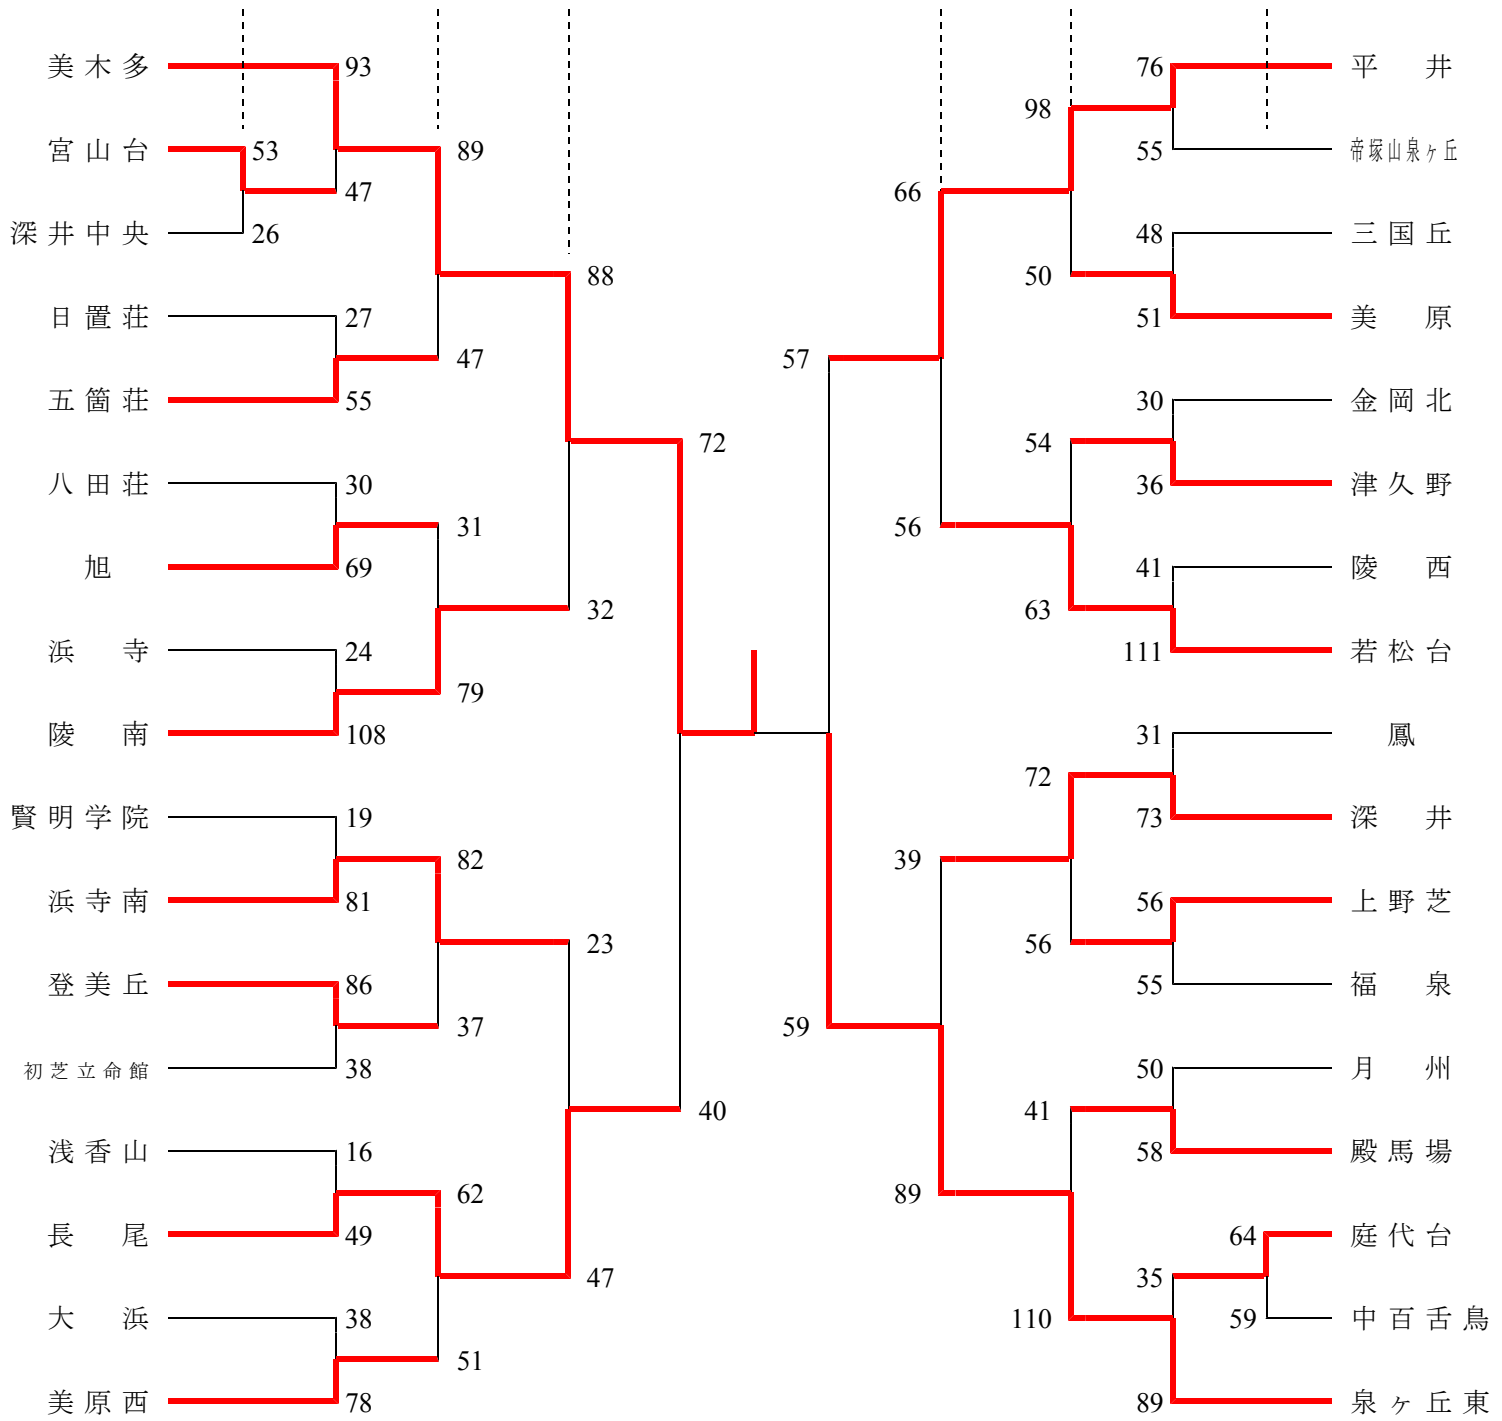 美木多 93 76 平井
98
宮山台 53 89 55 帝塚山泉ヶ丘
47 66
深井中央 26 48 三国丘
88 50
日置荘 27 51 美原
47 57
五箇荘 55 30 金岡北
72 54
八田荘 30 36 津久野
31 56
旭 69 41 陵西
32 63
浜寺 24 111 若松台
79
陵南 108 31 鳳
72
賢明学院 19 73 深井
82 39
浜寺南 81 56 上野芝
23 56
登美丘 86 55 福泉
37 59
初芝立命館 38 50 月州
40 41
浅香山 16 58 殿馬場
62 89
長尾 49 64 庭代台
47 35
大浜 38 110 59 中百舌鳥
51
美原西 78 89 泉ヶ丘東